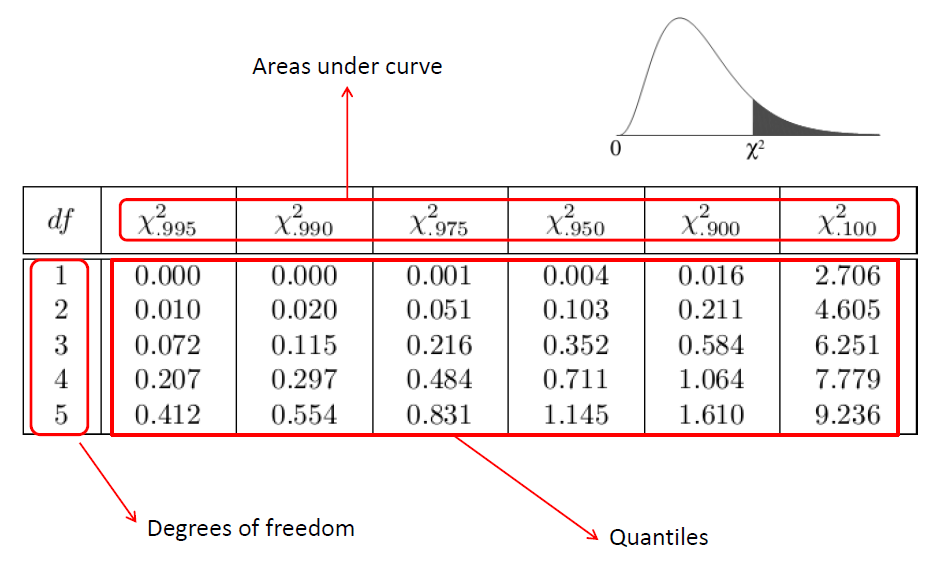 Areas under curve
0 χ²
df χ².995 χ².990 χ².975 χ².950 χ².900 χ².100
1 0.000 0.000 0.001 0.004 0.016 2.706
2 0.010 0.020 0.051 0.103 0.211 4.605
3 0.072 0.115 0.216 0.352 0.584 6.251
4 0.207 0.297 0.484 0.711 1.064 7.779
5 0.412 0.554 0.831 1.145 1.610 9.236
Degrees of freedom
Quantiles